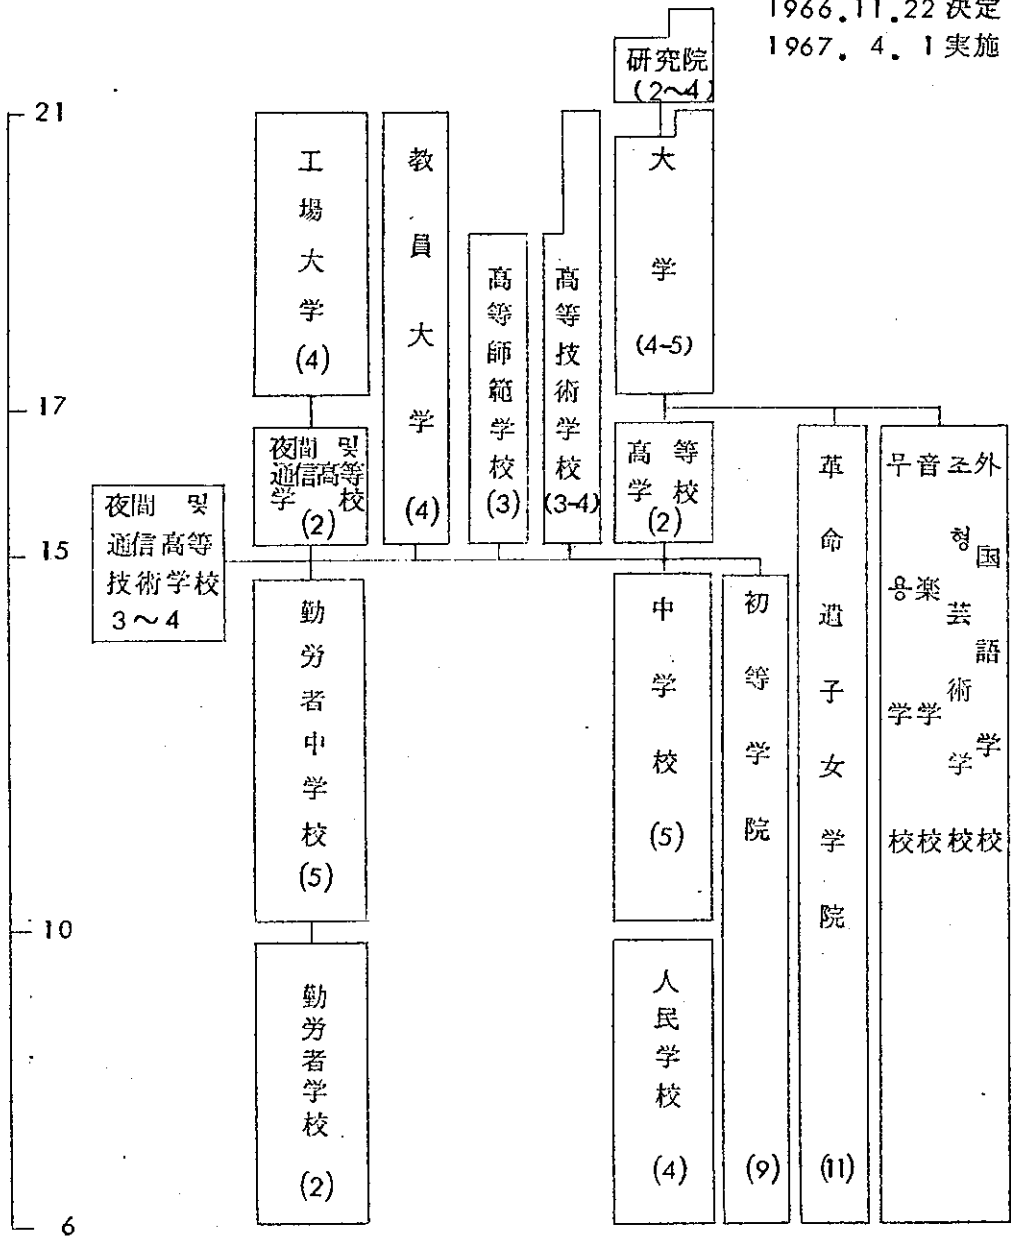 1966.11.22 決定
1967. 4. 1 実施
研究院
(2~4)
21
工場大学
(4)
教員大学
(4)
高等師範学校
(3)
高等技術学校
(3-4)
大学
(4-5)
17
夜間 및
通信高等
学校
(2)
高等
学校
(2)
夜間 및
通信高等
技術学校
3~4
15
勤労者中学校
(5)
中学校
(5)
初等学院
(9)
革命遺子女学院
(11)
外国語学校
조형芸術学校
音楽学校
무용学校
10
勤労者学校
(2)
人民学校
(4)
6